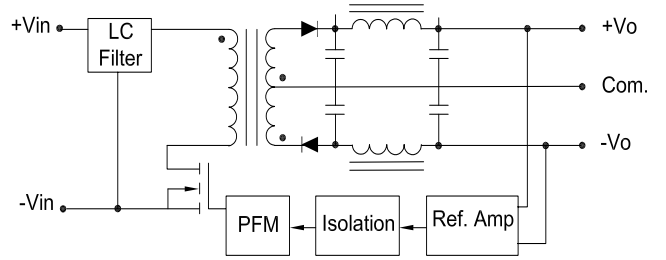 +Vin
LC
Filter
+Vo
Com.
-Vo
-Vin
PFM
Isolation
Ref. Amp